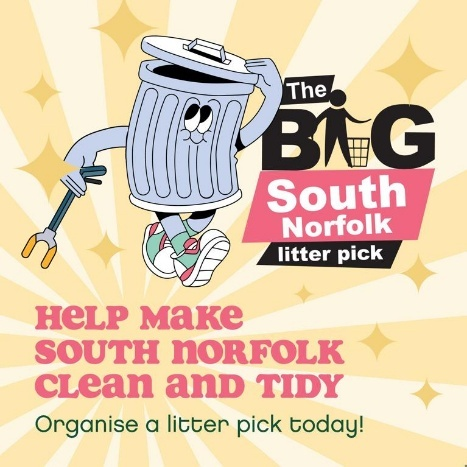 The
BIG
South
Norfolk
litter pick
HELP MAKE
SOUTH NORFOLK
CLEAN AND TIDY
Organise a litter pick today!